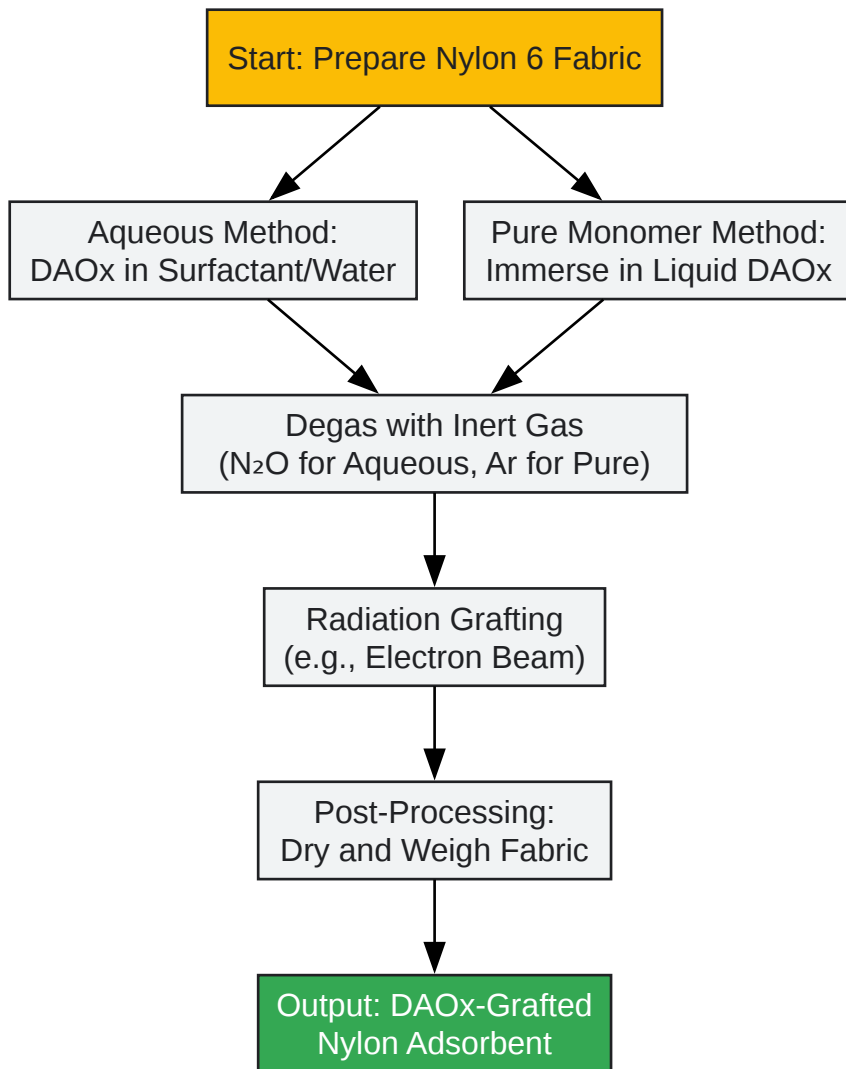 Start: Prepare Nylon 6 Fabric
Aqueous Method:
DAOx in Surfactant/Water
Pure Monomer Method:
Immerse in Liquid DAOx
Degas with Inert Gas
(N₂O for Aqueous, Ar for Pure)
Radiation Grafting
(e.g., Electron Beam)
Post-Processing:
Dry and Weigh Fabric
Output: DAOx-Grafted
Nylon Adsorbent